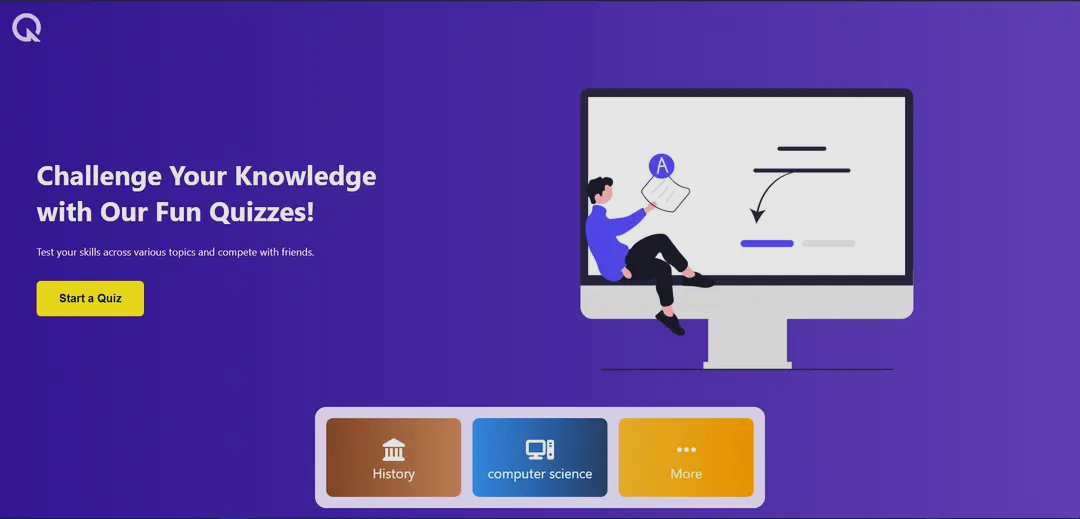 Challenge Your Knowledge
with Our Fun Quizzes!
Test your skills across various topics and compete with friends.
Start a Quiz
A
History
computer science
More